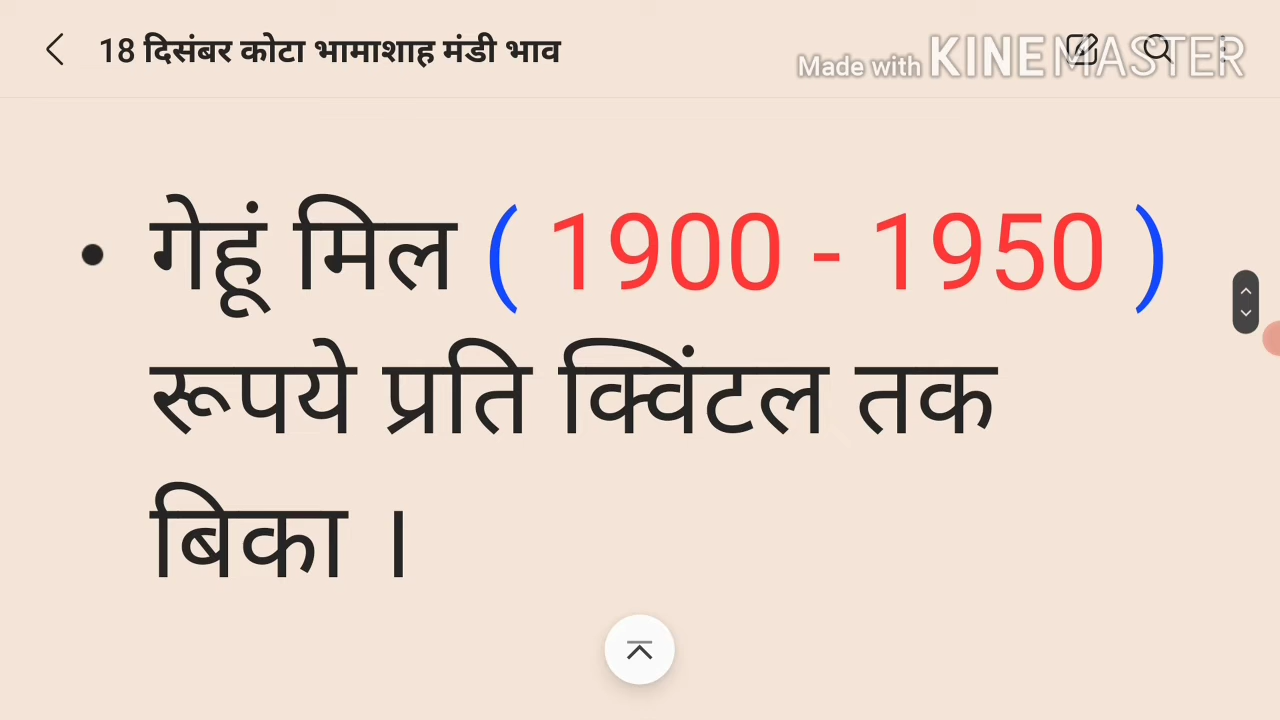 18 दिसंबर कोटा भामाशाह मंडी भाव
Made with KINEMASTER
• गेहूं मिल ( 1900 - 1950 )
रूपये प्रति क्विंटल तक
बिका ।